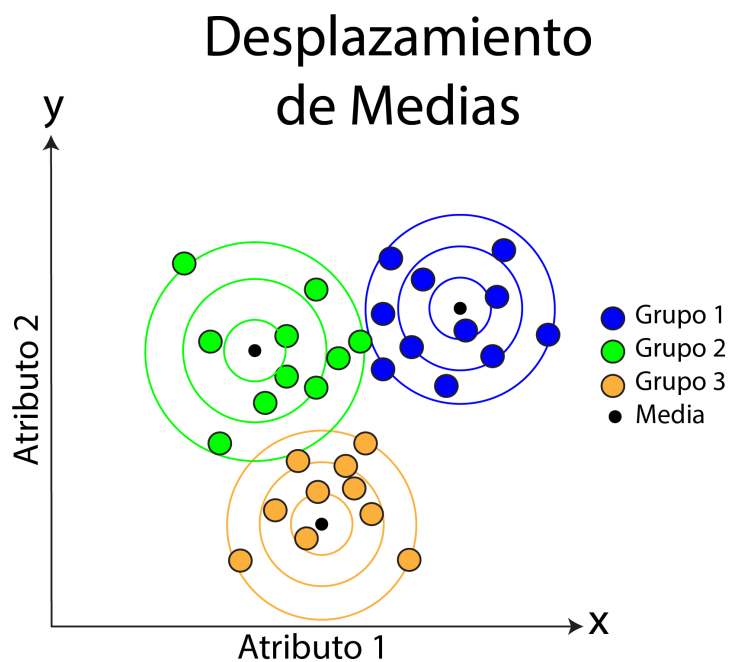 Desplazamiento
de Medias
y
Atributo 2
Grupo 1
Grupo 2
Grupo 3
Media
x
Atributo 1